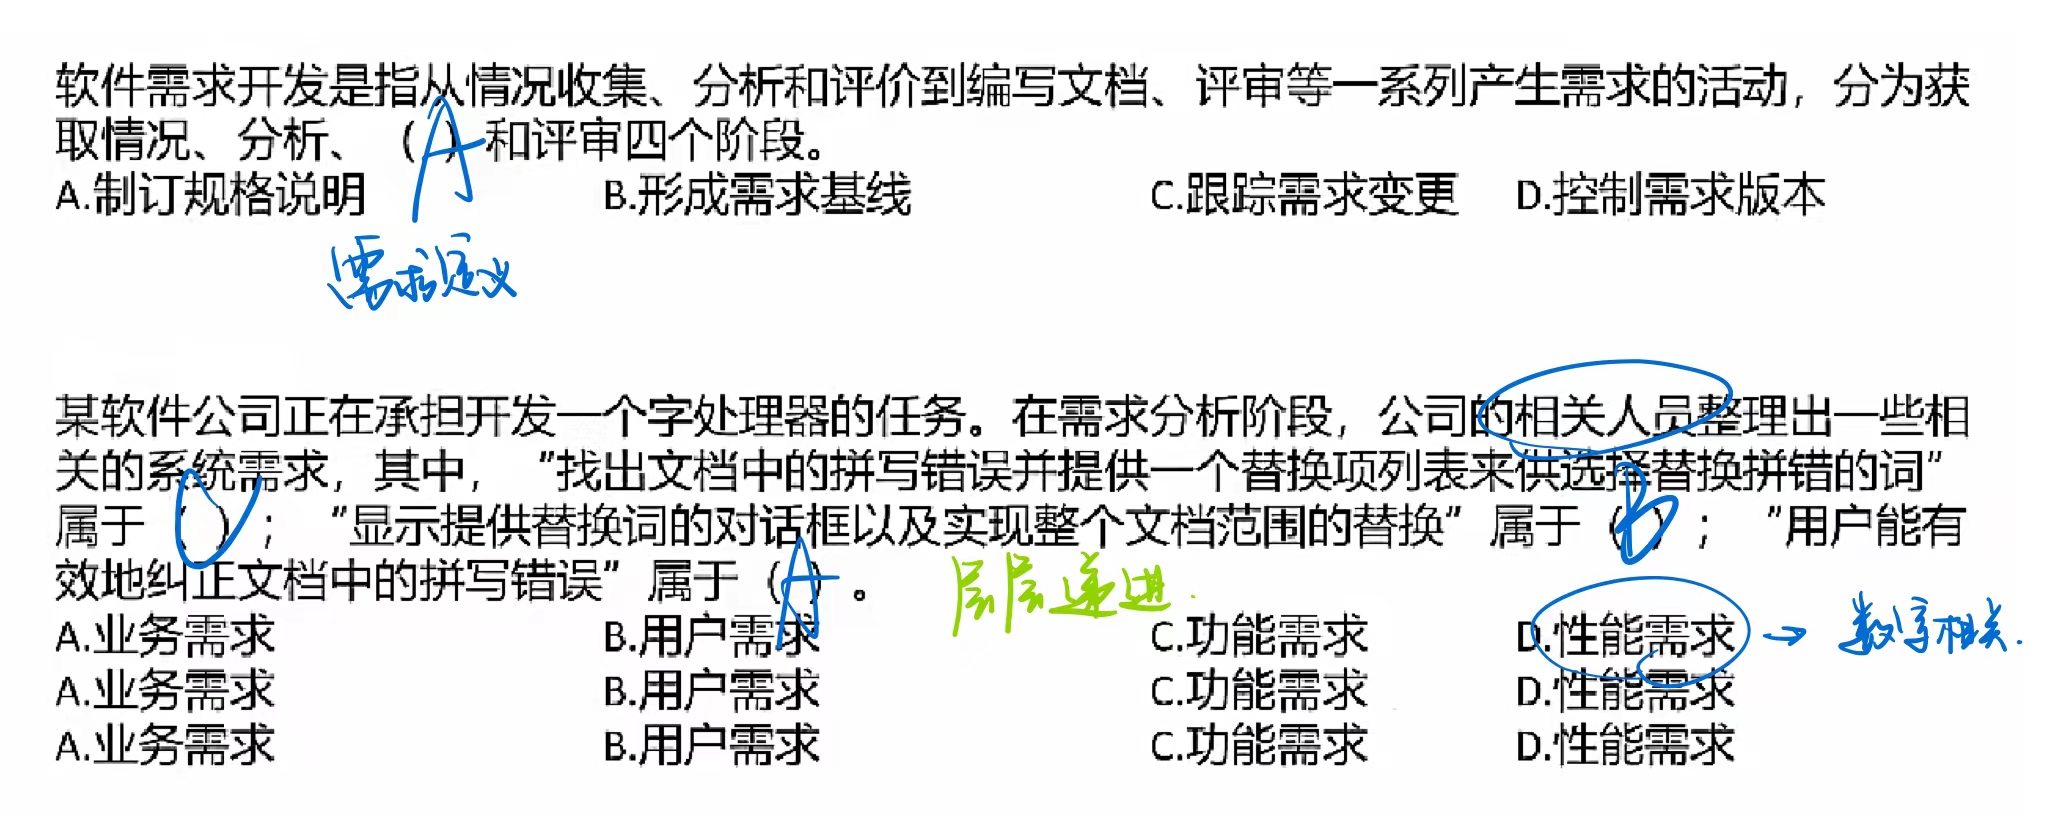 软件需求开发是指从情况收集、分析和评价到编写文档、评审等一系列产生需求的活动，分为获
取情况、分析、（A）和评审四个阶段。
A.制订规格说明 B.形成需求基线 C.跟踪需求变更 D.控制需求版本
需求定义
某软件公司正在承担开发一个字处理器的任务。在需求分析阶段，公司的相关人员整理出一些相
关的系统需求，其中，“找出文档中的拼写错误并提供一个替换项列表来供选择替换拼错的词”
属于（ ）；“显示提供替换词的对话框以及实现整个文档范围的替换”属于（B）；“用户能有
效地纠正文档中的拼写错误”属于（A）。
层层递进.
A.业务需求 B.用户需求 C.功能需求 D.性能需求 → 数字相关.
A.业务需求 B.用户需求 C.功能需求 D.性能需求
A.业务需求 B.用户需求 C.功能需求 D.性能需求